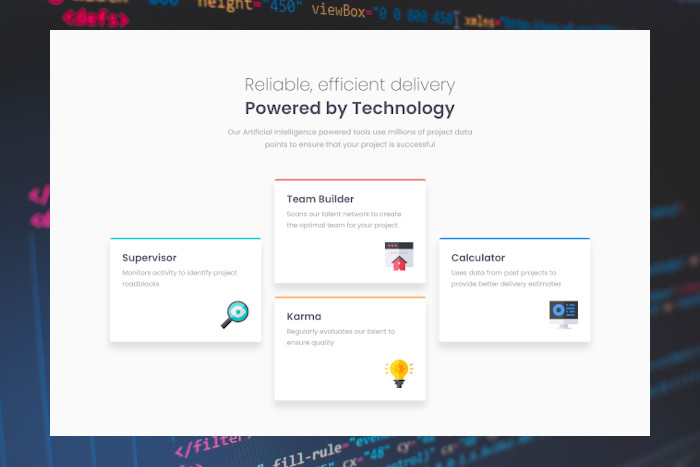 height="450" viewBox="0 0 800 450"
<defs>
Reliable, efficient delivery
Powered by Technology
Our Artificial Intelligence powered tools use millions of project data
points to ensure that your project is successful
Team Builder
Scans our talent network to create
the optimal team for your project
Supervisor
Monitors activity to identify project
roadblocks
Calculator
Uses data from past projects to
provide better delivery estimates
Karma
Regularly evaluates our talent to
ensure quality
</filter>
fill-rule="even
cx="48"